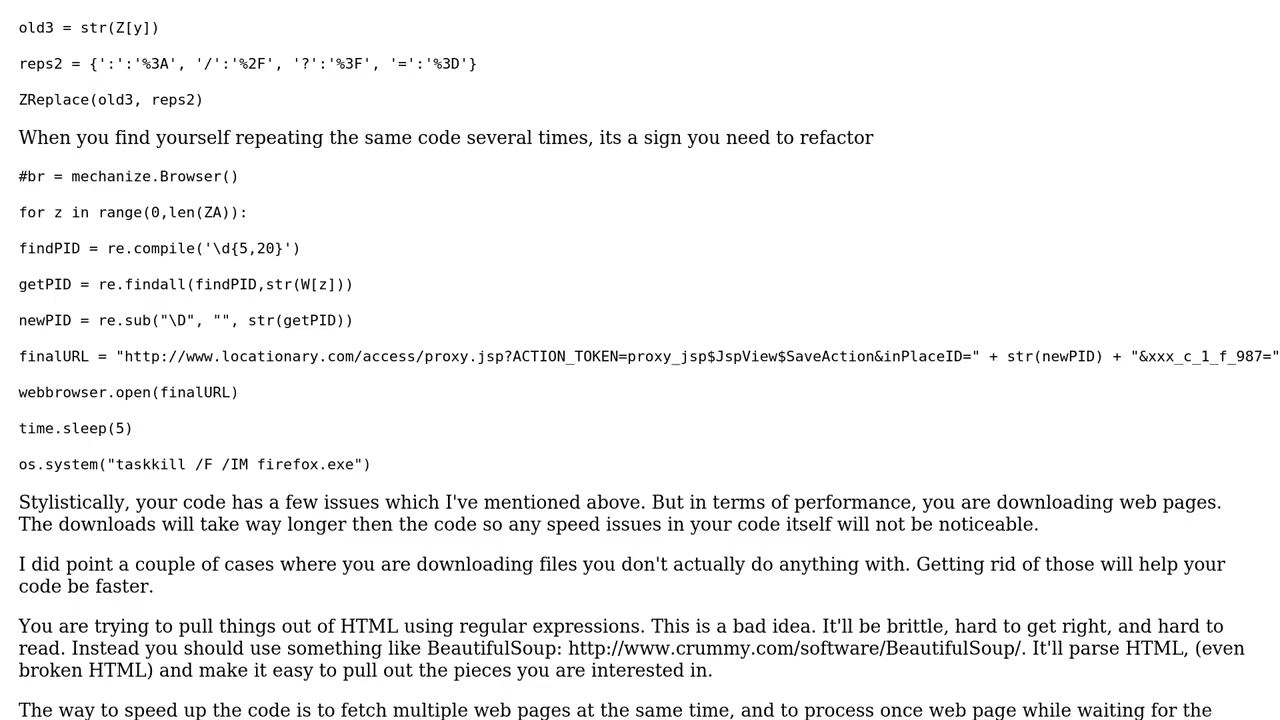 old3 = str(Z[y])
reps2 = {':':'%3A', '/':'%2F', '?':'%3F', '=':'%3D'}
ZReplace(old3, reps2)
When you find yourself repeating the same code several times, its a sign you need to refactor
#br = mechanize.Browser()
for z in range(0,len(ZA)):
findPID = re.compile('\d{5,20}')
getPID = re.findall(findPID,str(W[z]))
newPID = re.sub("\D", "", str(getPID))
finalURL = "http://www.locationary.com/access/proxy.jsp?ACTION_TOKEN=proxy_jsp$JspView$SaveAction&inPlaceID=" + str(newPID) + "&xxx_c_1_f_987="
webbrowser.open(finalURL)
time.sleep(5)
os.system("taskkill /F /IM firefox.exe")
Stylistically, your code has a few issues which I've mentioned above. But in terms of performance, you are downloading web pages.
The downloads will take way longer then the code so any speed issues in your code itself will not be noticeable.
I did point a couple of cases where you are downloading files you don't actually do anything with. Getting rid of those will help your
code be faster.
You are trying to pull things out of HTML using regular expressions. This is a bad idea. It'll be brittle, hard to get right, and hard to
read. Instead you should use something like BeautifulSoup: http://www.crummy.com/software/BeautifulSoup/. It'll parse HTML, (even
broken HTML) and make it easy to pull out the pieces you are interested in.
The way to speed up the code is to fetch multiple web pages at the same time, and to process once web page while waiting for the